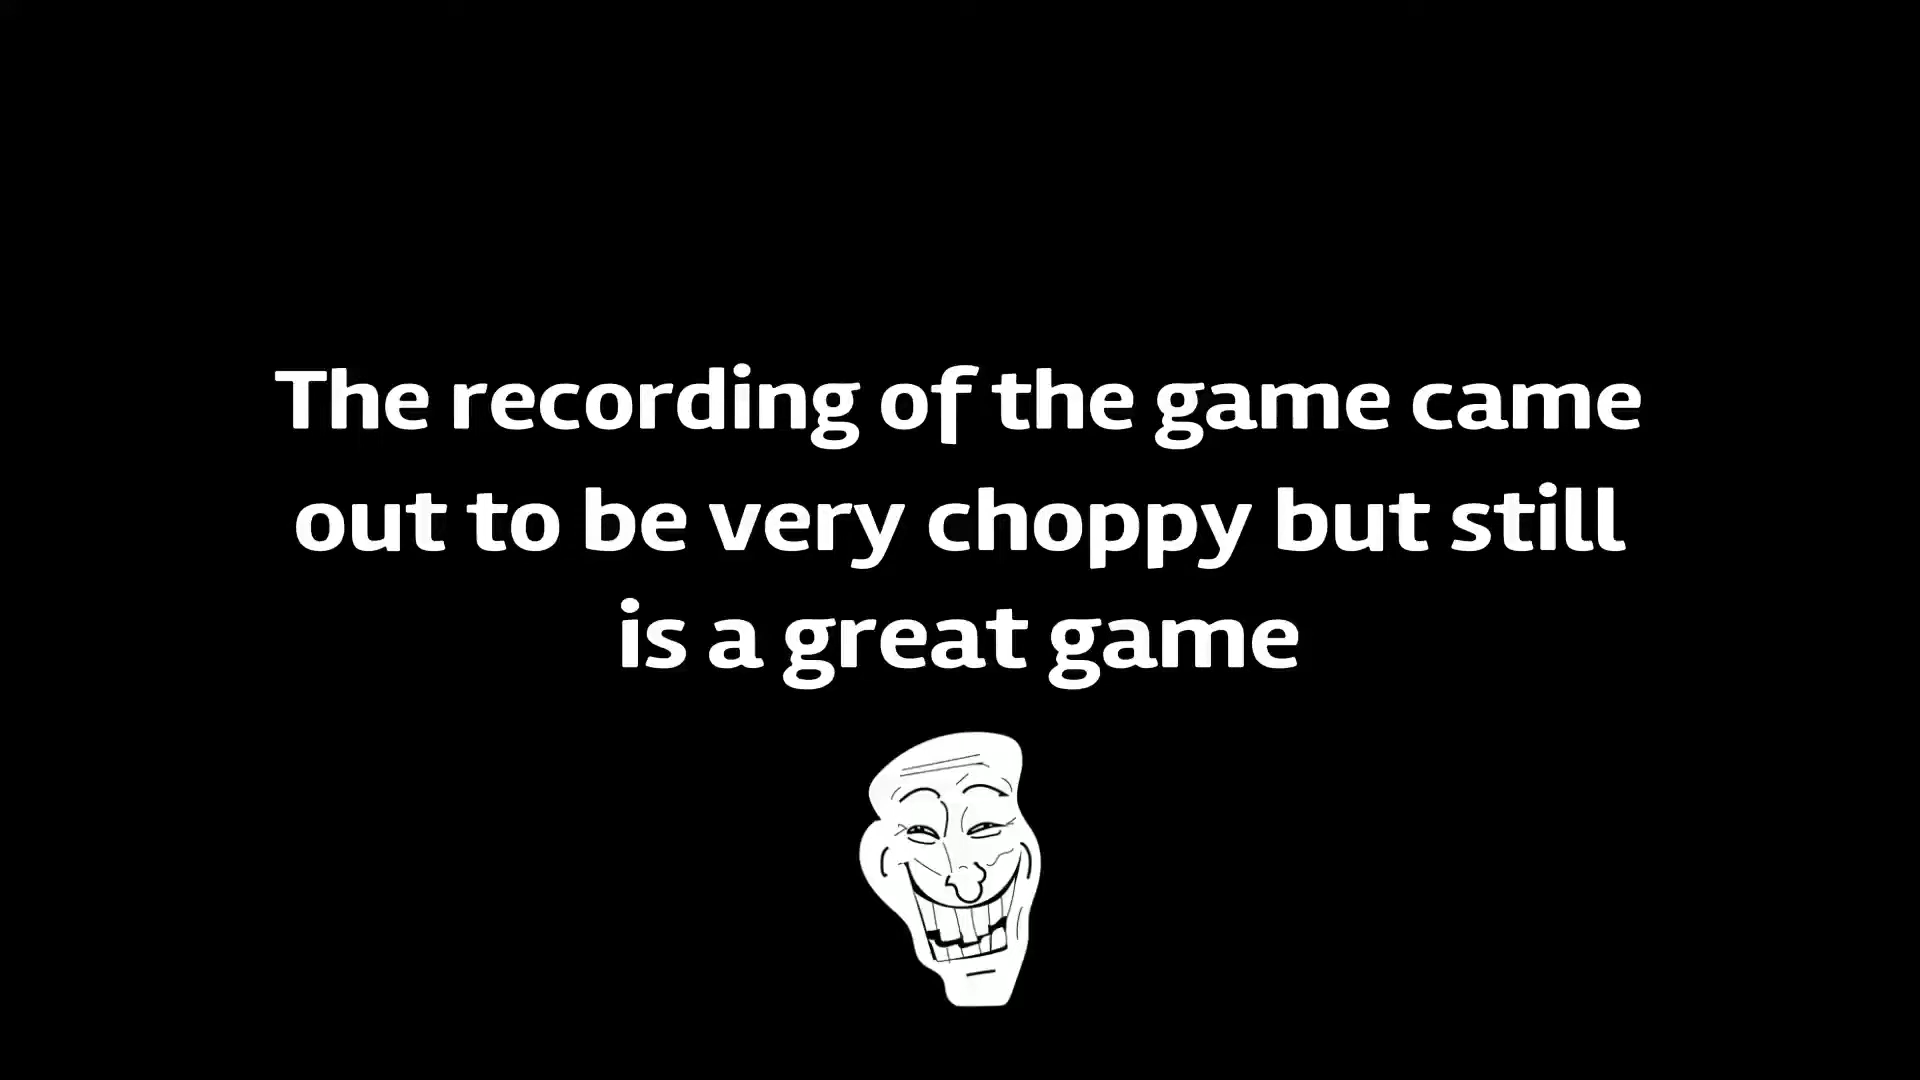 The recording of the game came
out to be very choppy but still
is a great game